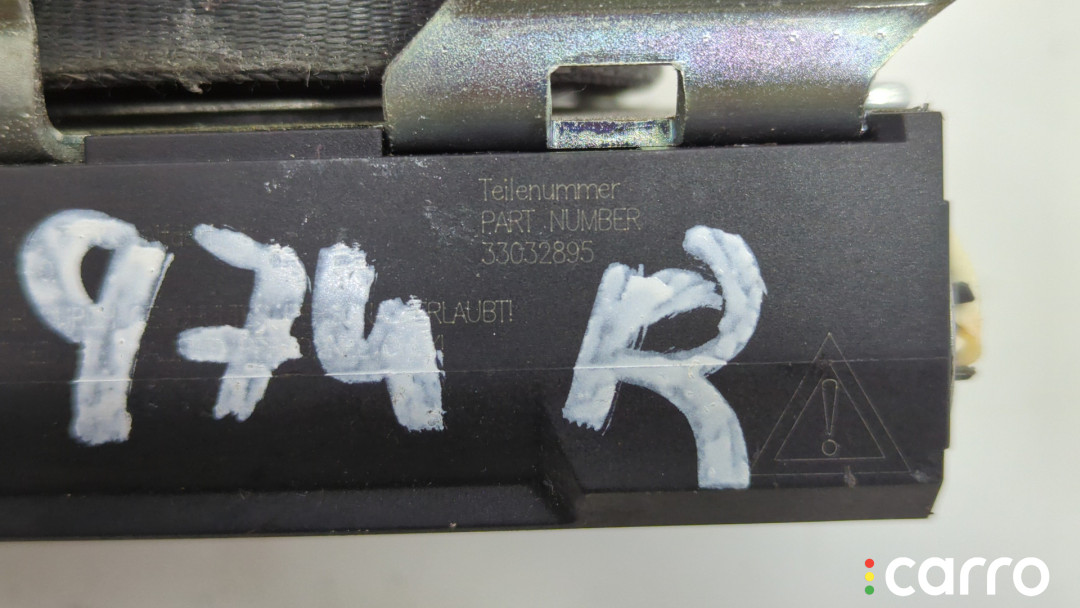 Teilenummer
PART NUMBER
33032895
ERLAUBT!
974 R
carro